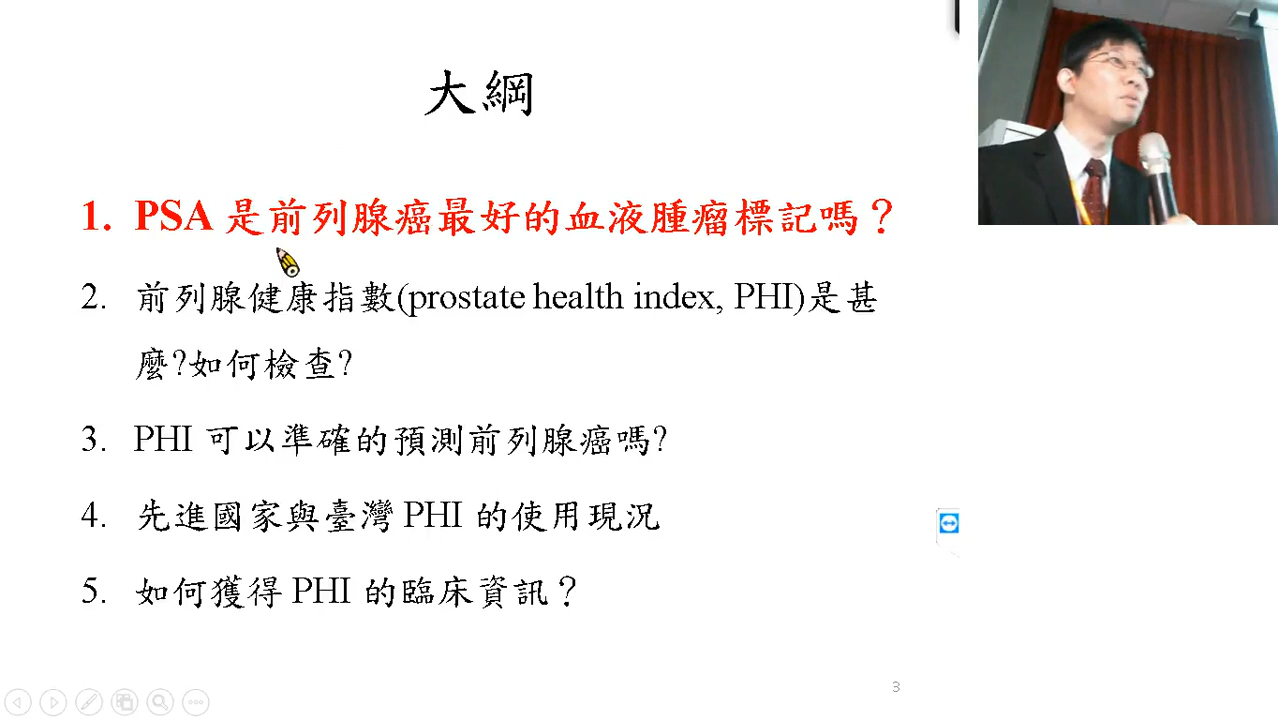 大綱
1. PSA 是前列腺癌最好的血液腫瘤標記嗎？
2. 前列腺健康指數(prostate health index, PHI)是甚
麼?如何檢查?
3. PHI 可以準確的預測前列腺癌嗎?
4. 先進國家與臺灣 PHI 的使用現況
5. 如何獲得 PHI 的臨床資訊？
3